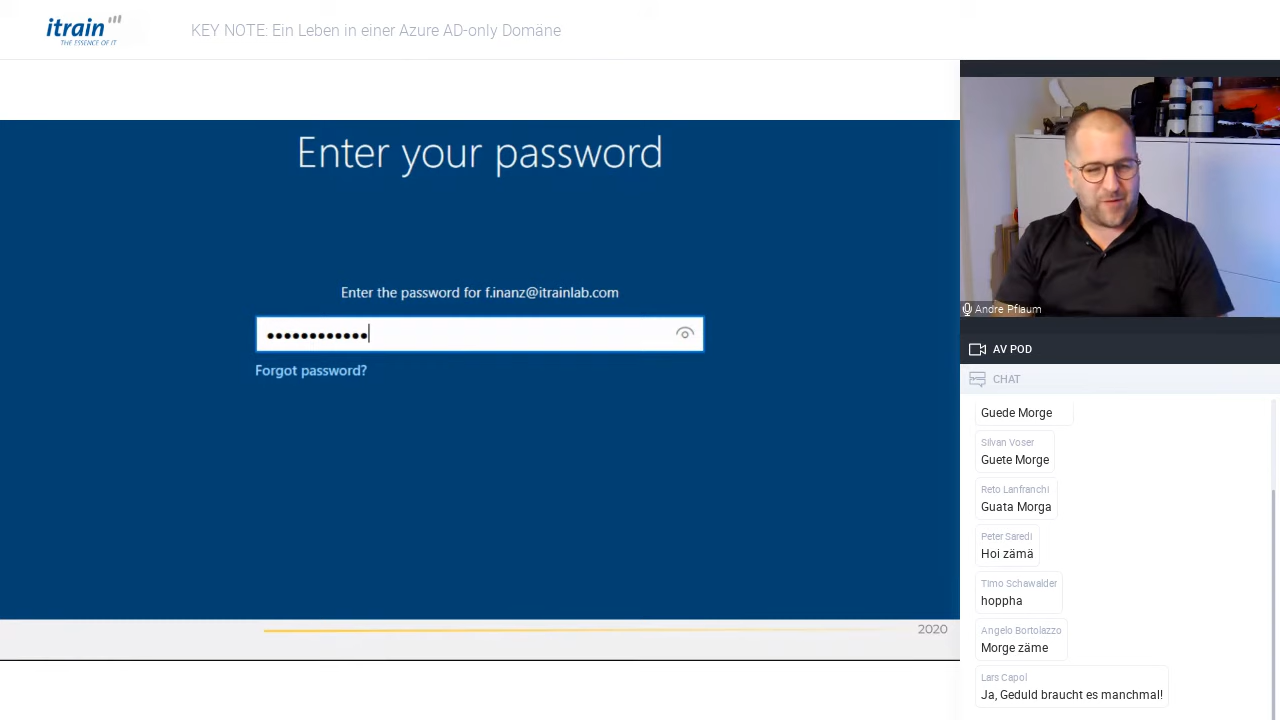 itrain
THE ESSENCE OF IT
KEY NOTE: Ein Leben in einer Azure AD-only Domäne
Enter your password
Enter the password for f.inanz@itrainlab.com
Forgot password?
2020
Andre Pflaum
AV POD
CHAT
Guede Morge
Silvan Voser
Guete Morge
Reto Lanfranchi
Guata Morga
Peter Saredi
Hoi zämä
Timo Schawalder
hoppha
Angelo Bortolazzo
Morge zäme
Lars Capol
Ja, Geduld braucht es manchmal!